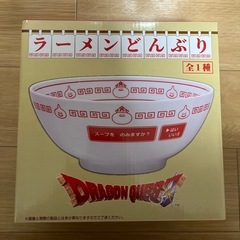 ラーメンどんぶり
全1種
スープを のみますか?
▶はい
いいえ
DRAGON QUEST